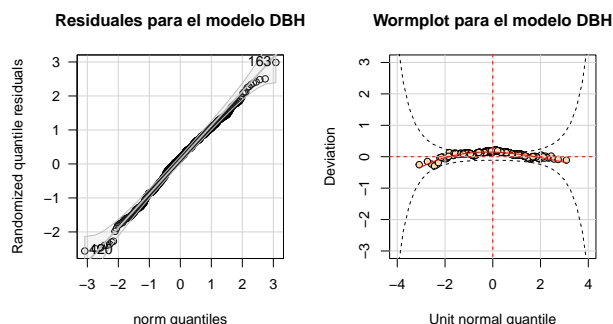 Residuales para el modelo DBH
Randomized quantile residuals
3
2
1
0
−1
−2
163
420
−3 −2 −1 0 1 2 3
norm quantiles
Wormplot para el modelo DBH
Deviation
3
2
1
0
−1
−2
−3
−4 −2 0 2 4
Unit normal quantile